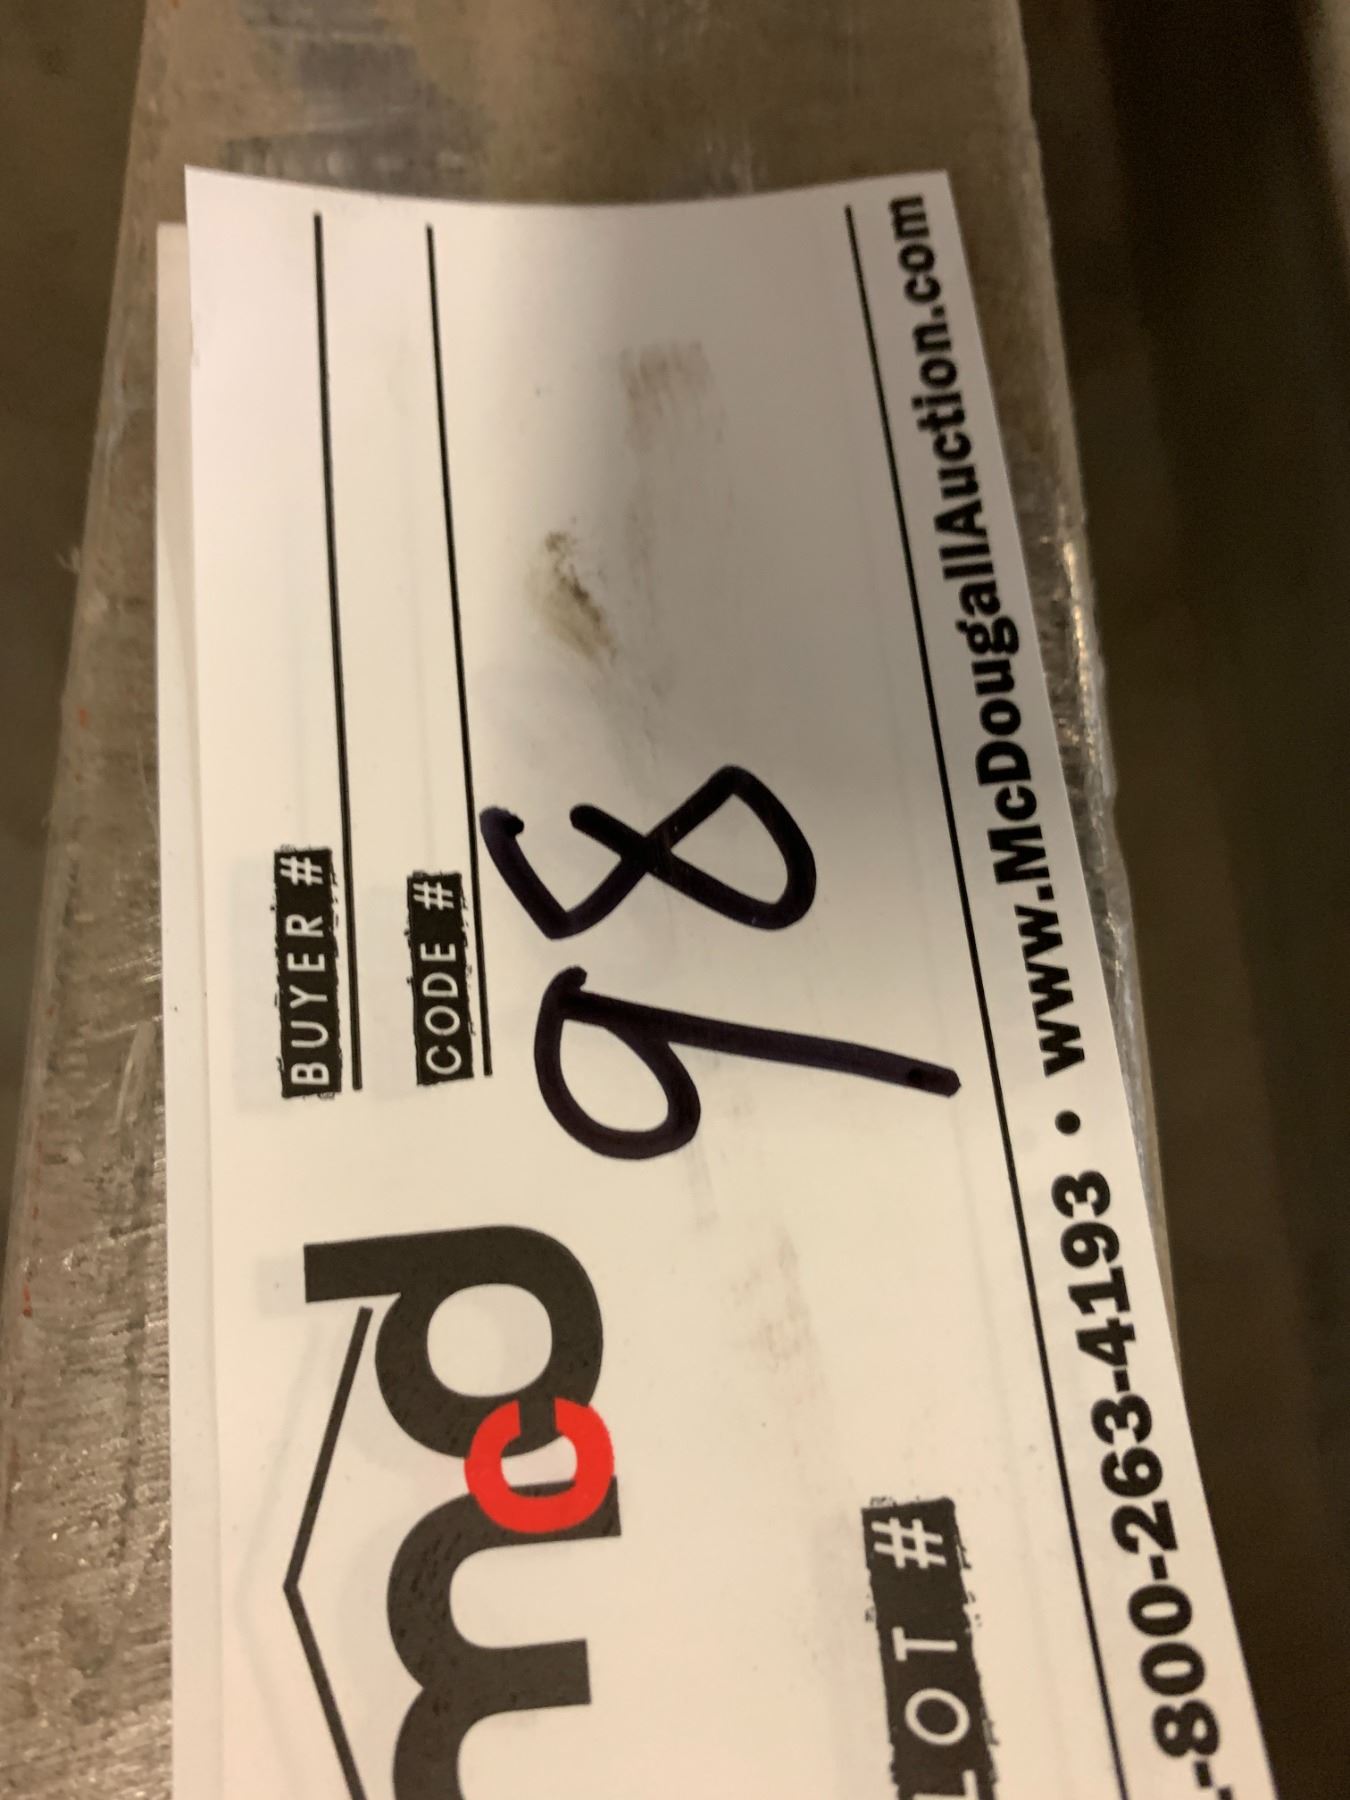 BUYER #
CODE #
mcd
98
LOT #
-800-263-4193 • www.McDougallAuction.com